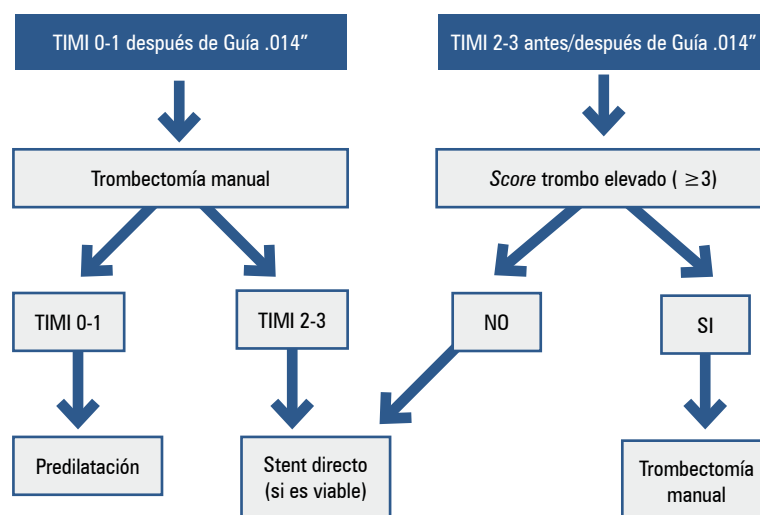 TIMI 0-1 después de Guía .014”
TIMI 2-3 antes/después de Guía .014”
Trombectomía manual
Score trombo elevado ( ≥3)
TIMI 0-1
TIMI 2-3
NO
SI
Predilatación
Stent directo
(si es viable)
Trombectomía
manual